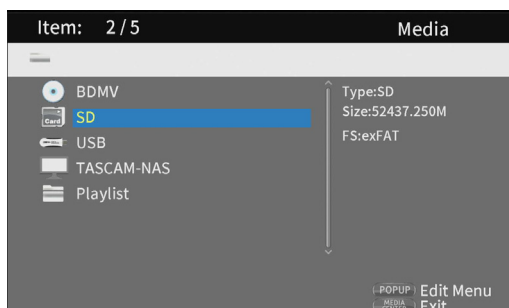 Item: 2/5 Media
BDMV
Card SD
USB
TASCAM-NAS
Playlist
Type:SD
Size:52437.250M
FS:exFAT
POPUP Edit Menu
MEDIA Exit